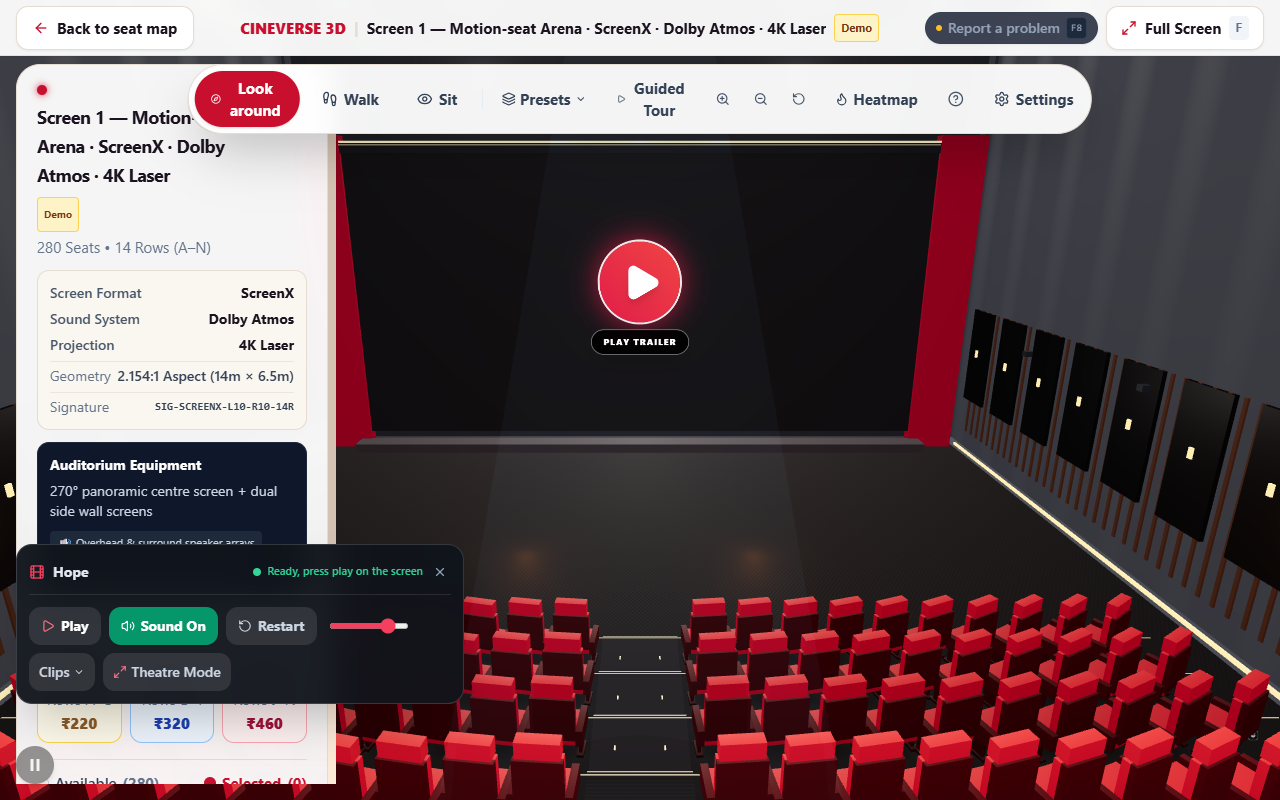 Back to seat map
CINEVERSE 3D | Screen 1 — Motion-seat Arena · ScreenX · Dolby Atmos · 4K Laser Demo
Report a problem F8
Full Screen F
Look around
Walk
Sit
Presets
Guided Tour
Heatmap
Settings
Screen 1 — Motion-
Arena · ScreenX · Dolby
Atmos · 4K Laser
Demo
280 Seats • 14 Rows (A–N)
Screen Format ScreenX
Sound System Dolby Atmos
Projection 4K Laser
Geometry 2.154:1 Aspect (14m × 6.5m)
Signature SIG-SCREENX-L10-R10-14R
Auditorium Equipment
270° panoramic centre screen + dual
side wall screens
Overhead & surround speaker arrays
PLAY TRAILER
Hope
Ready, press play on the screen
Play
Sound On
Restart
Clips
Theatre Mode
₹220 ₹320 ₹460
Available (280) Selected (0)